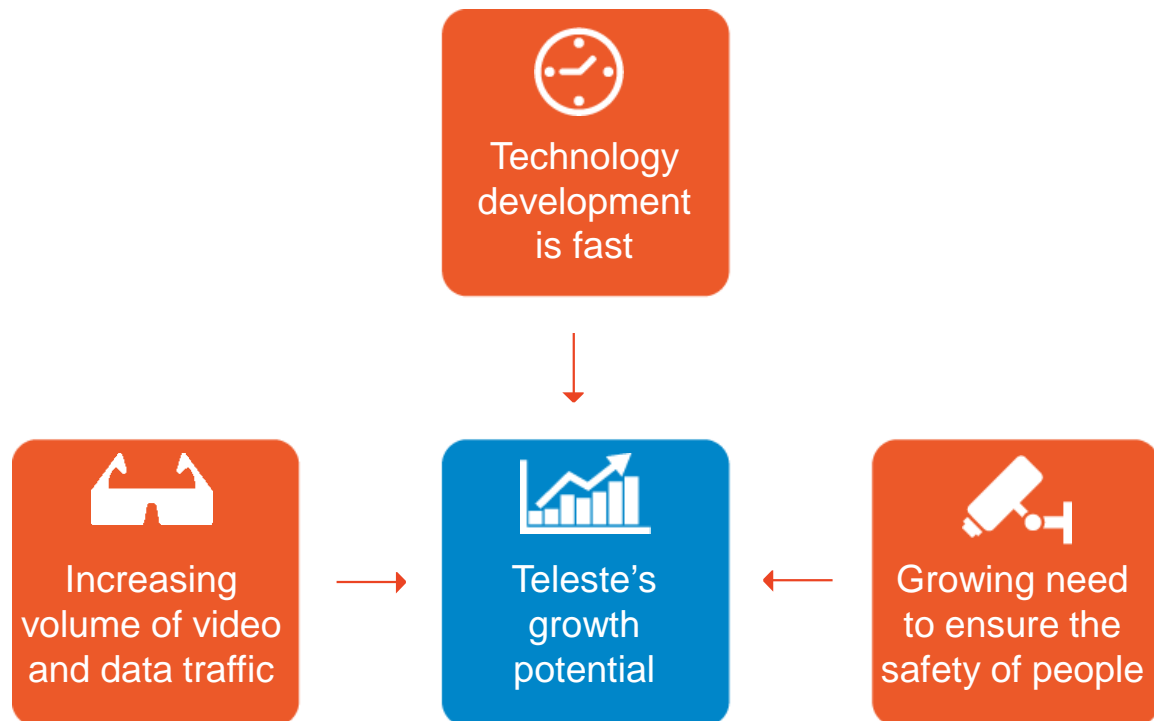 Technology
development
is fast
Increasing
volume of video
and data traffic
Teleste’s
growth
potential
Growing need
to ensure the
safety of people